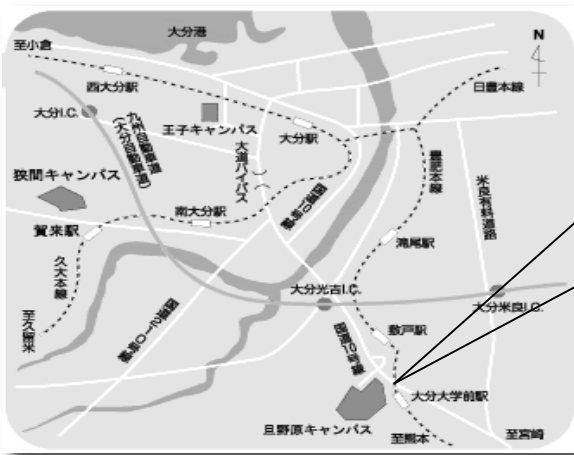 大分港
至小倉
N
西大分駅
日豊本線
大分I.C.
王子キャンパス
大分駅
九州自動車道
(大分自動車道)
大道バイパス
豊肥本線
米良有料道路
狭間キャンパス
国道10号線
南大分駅
賀来駅
滝尾駅
久大本線
大分光吉I.C.
大分米良I.C.
至久留米
国道210号線
国道10号線
敷戸駅
大分大学前駅
旦野原キャンパス
至熊本
至宮崎